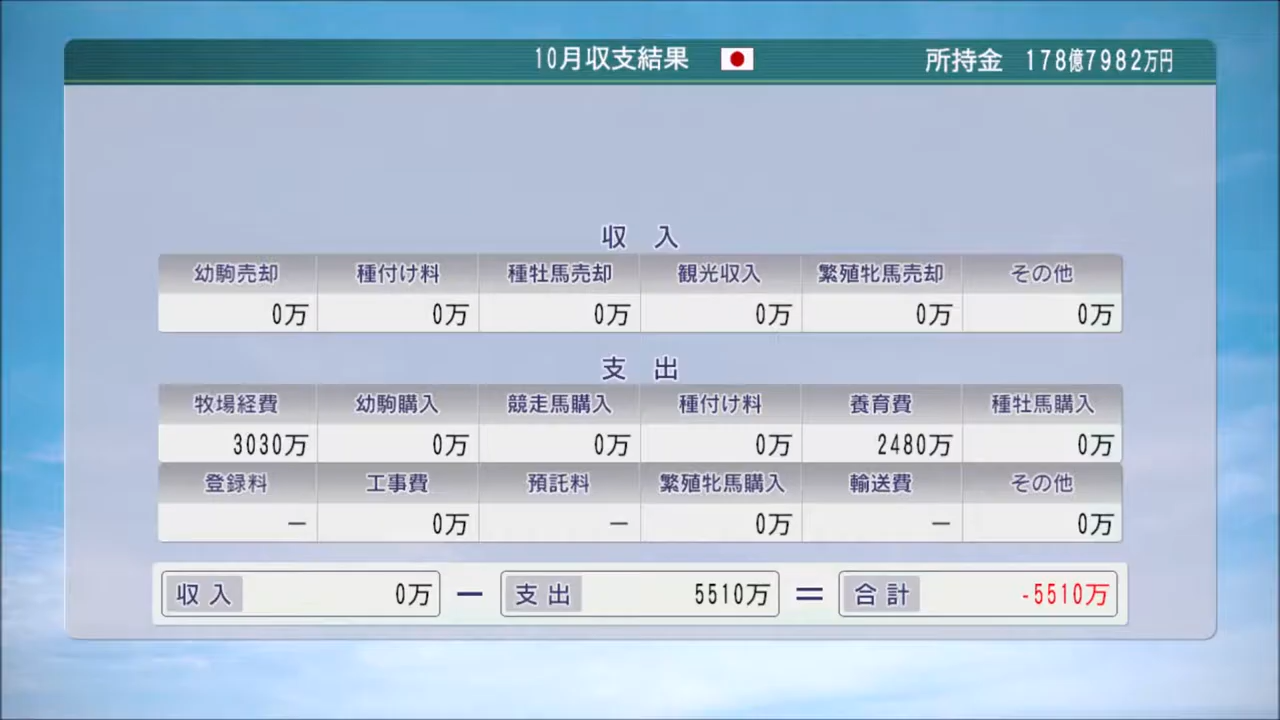 10月収支結果 所持金 178億7982万円
収 入
幼駒売却 種付け料 種牡馬売却 観光収入 繁殖牝馬売却 その他
0万 0万 0万 0万 0万 0万
支 出
牧場経費 幼駒購入 競走馬購入 種付け料 養育費 種牡馬購入
3030万 0万 0万 0万 2480万 0万
登録料 工事費 預託料 繁殖牝馬購入 輸送費 その他
― 0万 ― 0万 ― 0万
収入 0万 － 支出 5510万 ＝ 合計 -5510万